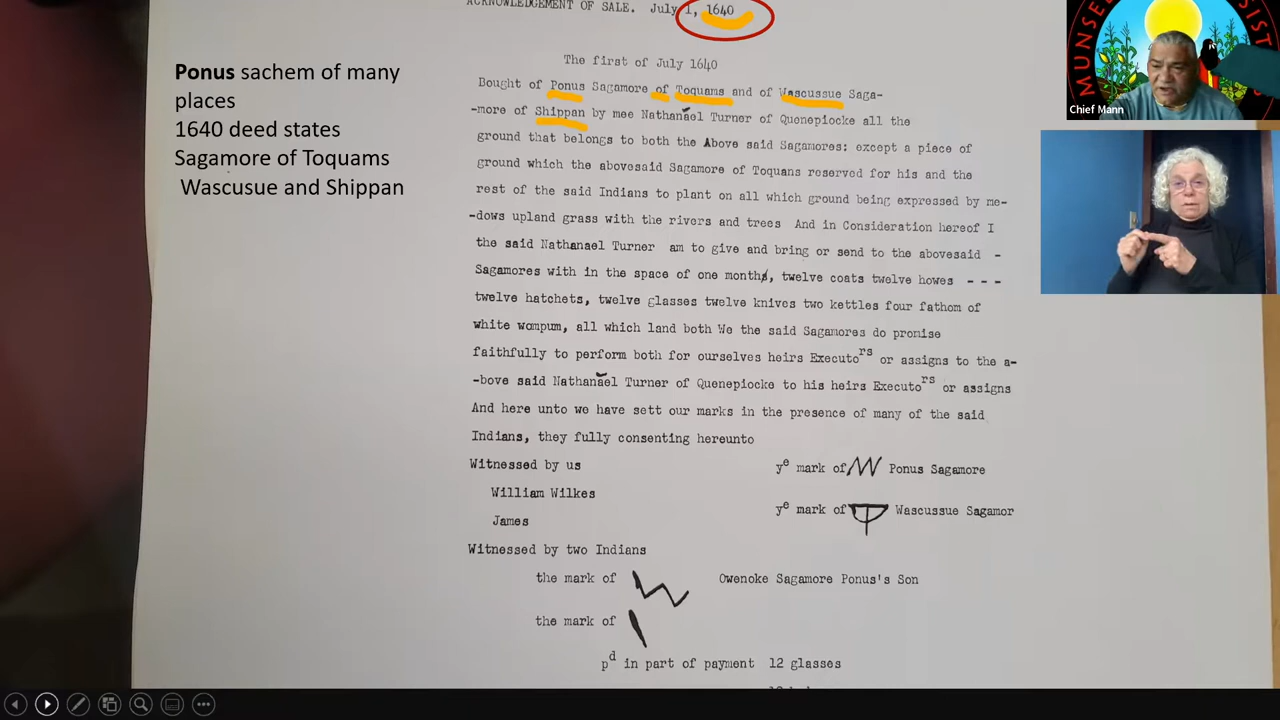 ACKNOWLEDGEMENT OF SALE. July 1, 1640
The first of July 1640
Bought of Ponus Sagamore of Toquams and of Wascussue Saga-
-more of Shippan by mee Nathanael Turner of Quenepiocke all the
ground that belongs to both the Above said Sagamores: except a piece of
ground which the abovesaid Sagamore of Toquans reserved for his and the
rest of the said Indians to plant on all which ground being expressed by me-
-dows upland grass with the rivers and trees And in Consideration hereof I
the said Nathanael Turner am to give and bring or send to the abovesaid -
Sagamores with in the space of one month, twelve coats twelve howes - - -
twelve hatchets, twelve glasses twelve knives two kettles four fathom of
white wompum, all which land both We the said Sagamores do promise
faithfully to perform both for ourselves heirs Executors or assigns to the a-
-bove said Nathanael Turner of Quenepiocke to his heirs Executors or assigns
And here unto we have sett our marks in the presence of many of the said
Indians, they fully consenting hereunto
Witnessed by us
William Wilkes
James
ye mark of Ponus Sagamore
ye mark of Wascussue Sagamor
Witnessed by two Indians
the mark of Owenoke Sagamore Ponus's Son
the mark of
pd in part of payment 12 glasses
Ponus sachem of many
places
1640 deed states
Sagamore of Toquams
Wascusue and Shippan
MUNSEE
Chief Mann